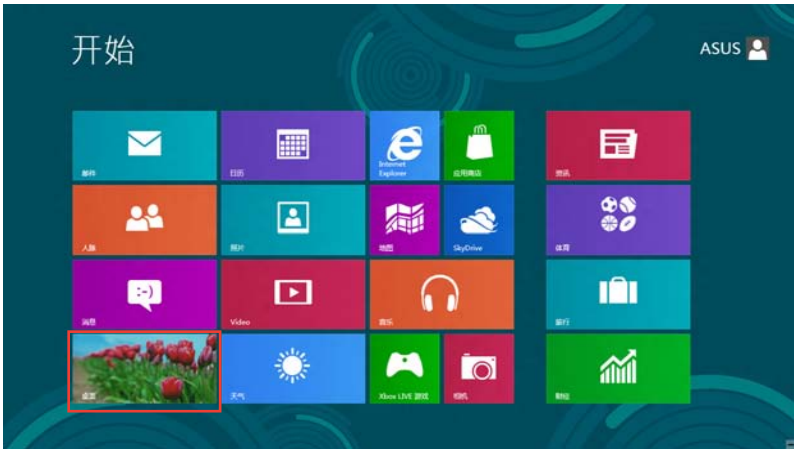 开始
ASUS
邮件
日历
Internet
Explorer
应用商店
资讯
人脉
照片
地图
SkyDrive
体育
消息
Video
音乐
旅行
桌面
天气
Xbox LIVE 游戏
相机
财经